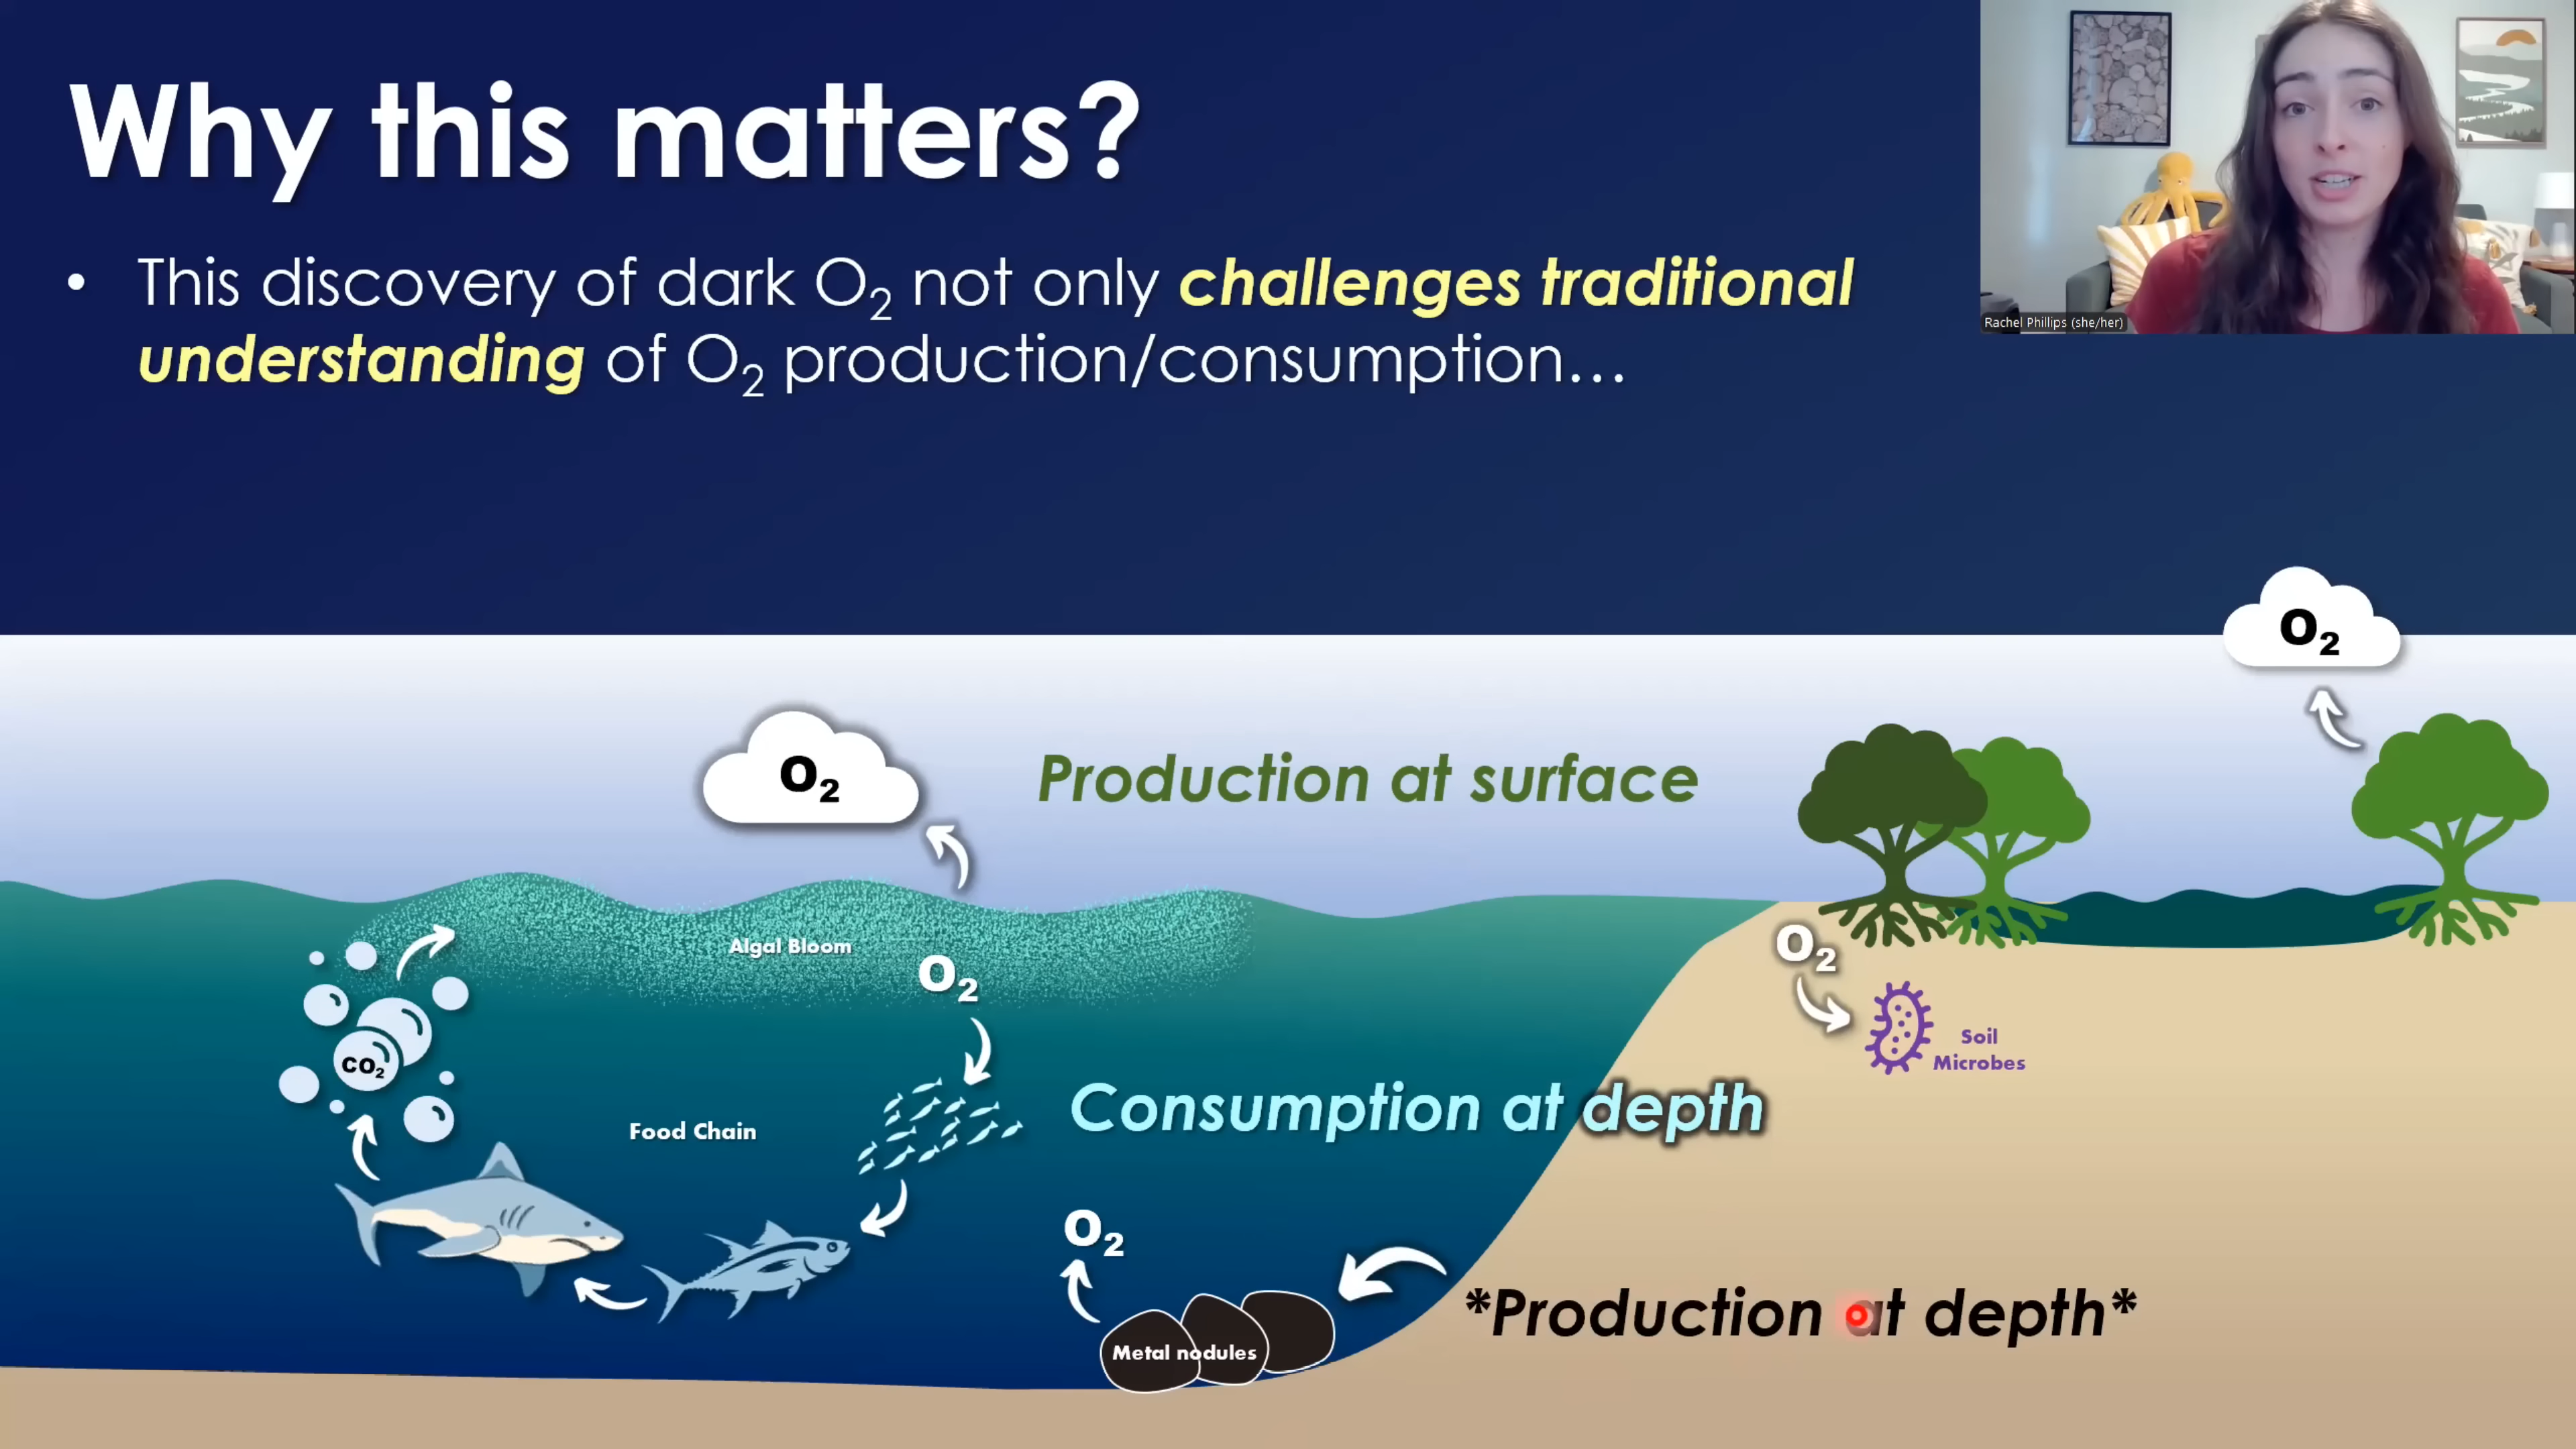 Why this matters?
• This discovery of dark O₂ not only challenges traditional
understanding of O₂ production/consumption...
Rachel Phillips (she/her)
O₂
O₂
Production at surface
Algal Bloom
O₂
O₂
CO₂
Soil
Microbes
Food Chain
Consumption at depth
O₂
Metal nodules
*Production at depth*